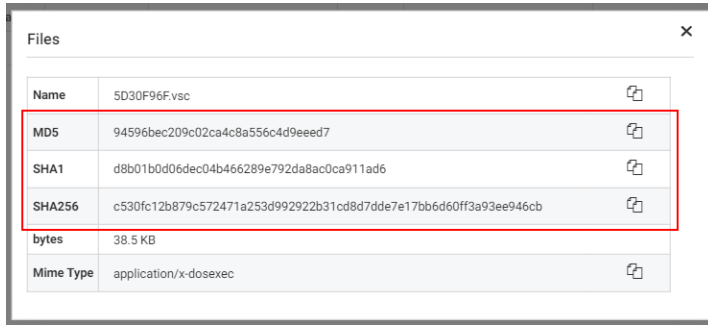 Files
Name 5D30F96F.vsc
MD5 94596bec209c02ca4c8a556c4d9eeed7
SHA1 d8b01b0d06dec04b466289e792da8ac0ca911ad6
SHA256 c530fc12b879c572471a253d992922b31cd8d7dde7e17bb6d60ff3a93ee946cb
bytes 38.5 KB
Mime Type application/x-dosexec